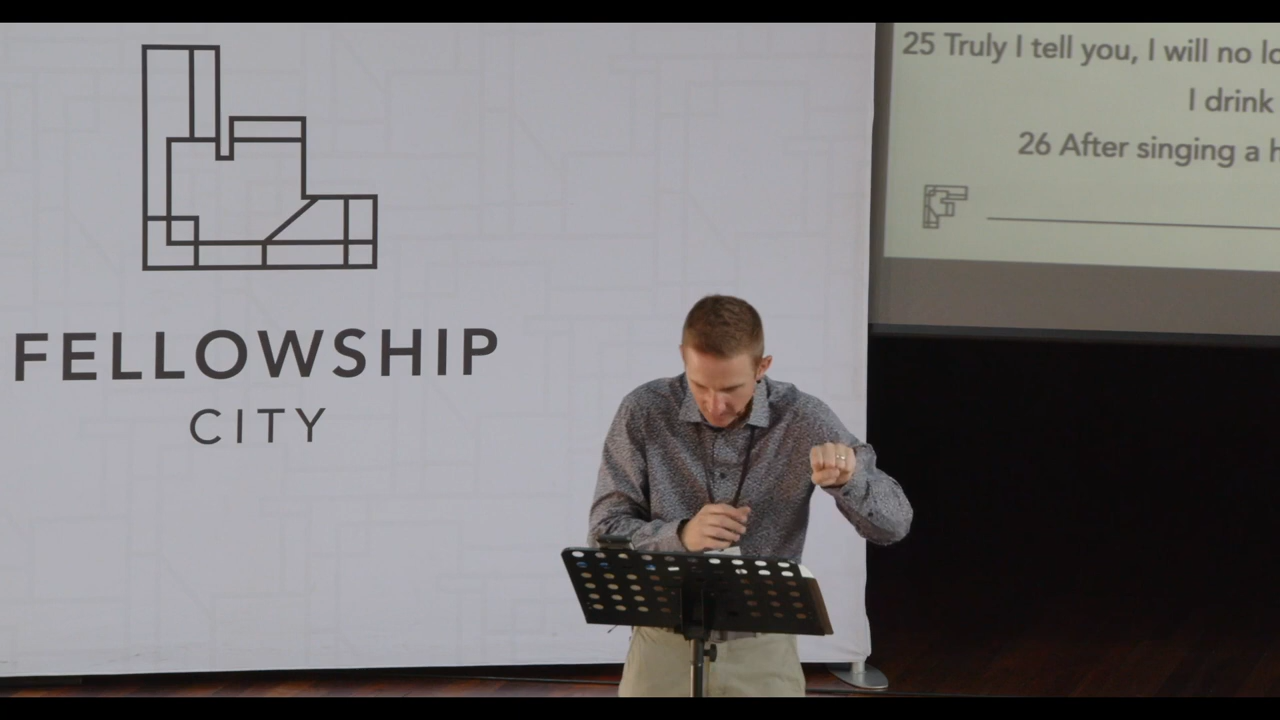 FELLOWSHIP
CITY
25 Truly I tell you, I will no
I drink
26 After singing a